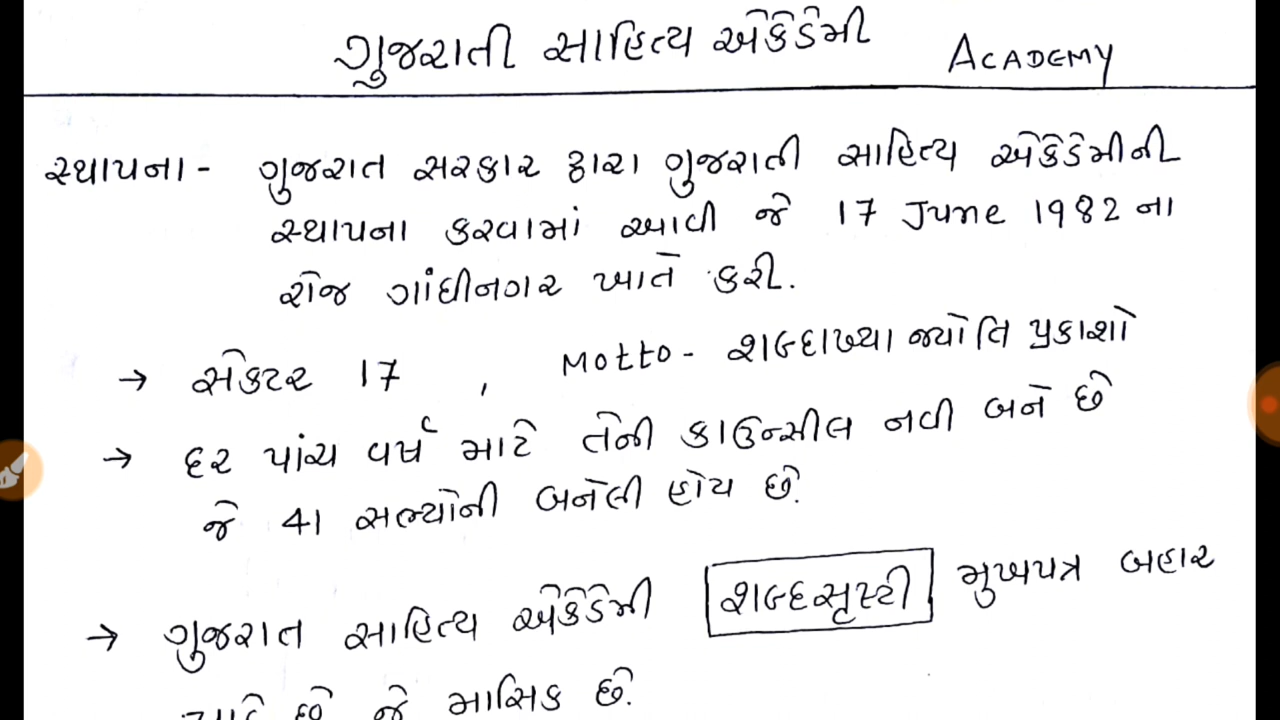 ગુજરાતી સાહિત્ય એકેડેમી ACADEMY
સ્થાપના - ગુજરાત સરકાર દ્વારા ગુજરાતી સાહિત્ય એકેડેમીની
સ્થાપના કરવામાં આવી જે 17 June 1982 ના
રોજ ગાંધીનગર ખાતે કરી.
→ સેક્ટર 17 , Motto - શબ્દાખ્યા જ્યોતિ પ્રકાશો
→ દર પાંચ વર્ષ માટે તેની કાઉન્સીલ નવી બને છે
જે 41 સભ્યોની બનેલી હોય છે.
→ ગુજરાત સાહિત્ય એકેડેમી શબ્દસૃષ્ટી મુખપત્ર બહાર
છે જે માસિક છે.